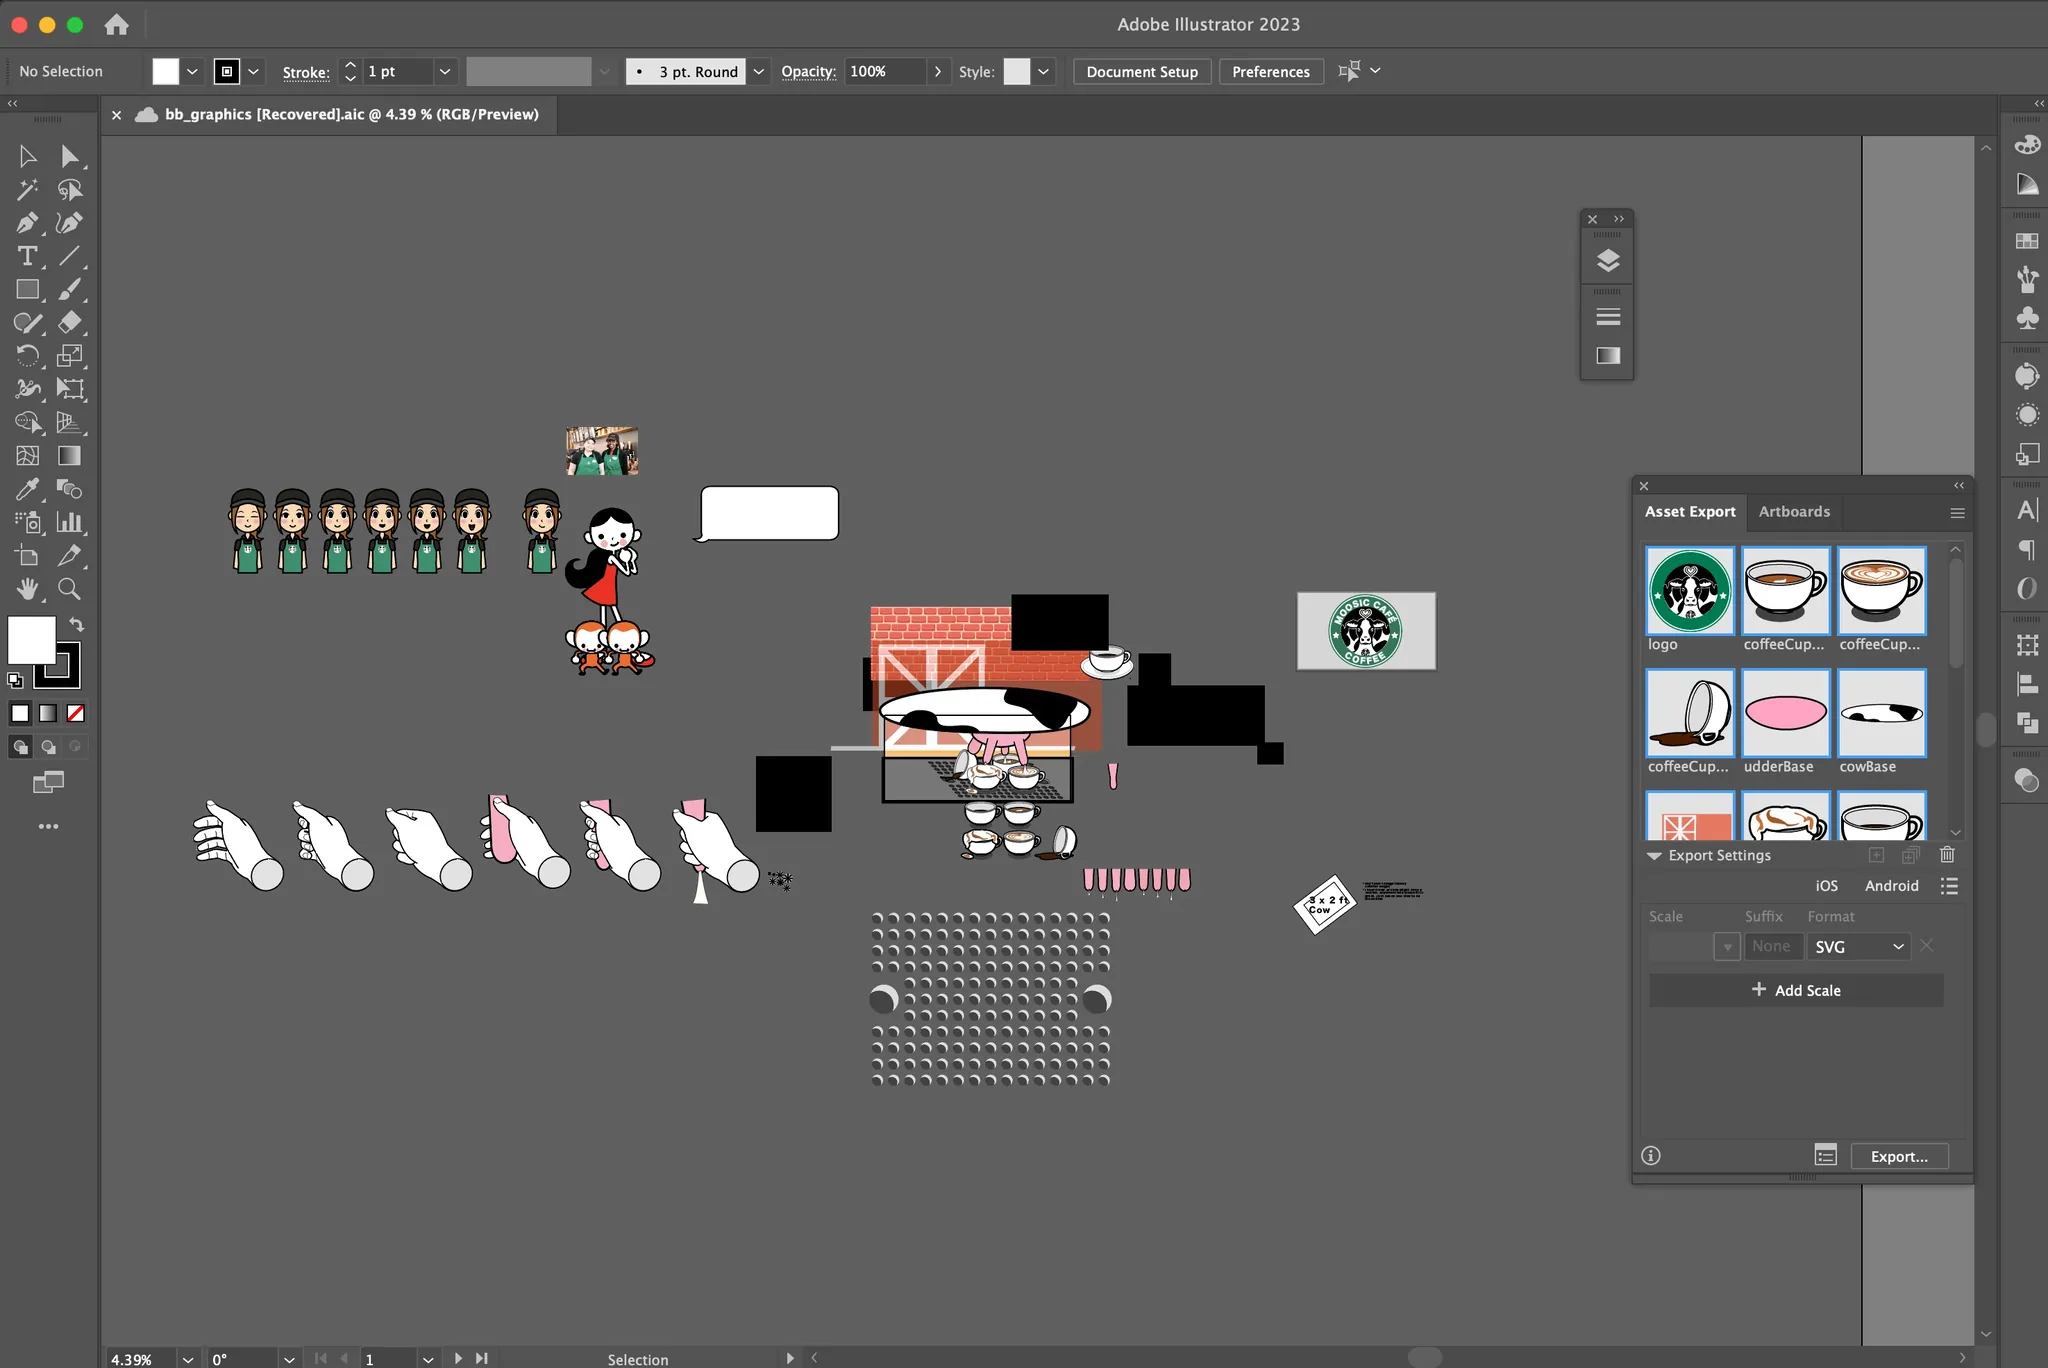 Adobe Illustrator 2023
No Selection
Stroke:
1 pt
3 pt. Round
Opacity:
100%
Style:
Document Setup
Preferences
bb_graphics [Recovered].aic @ 4.39 % (RGB/Preview)
MOOSIC CAFÉ
COFFEE
3 x 2 ft
Cow
Asset Export
Artboards
logo
coffeeCup...
coffeeCup...
coffeeCup...
udderBase
cowBase
Export Settings
iOS
Android
Scale
Suffix
Format
None
SVG
+ Add Scale
Export...
4.39%
0°
1
Selection